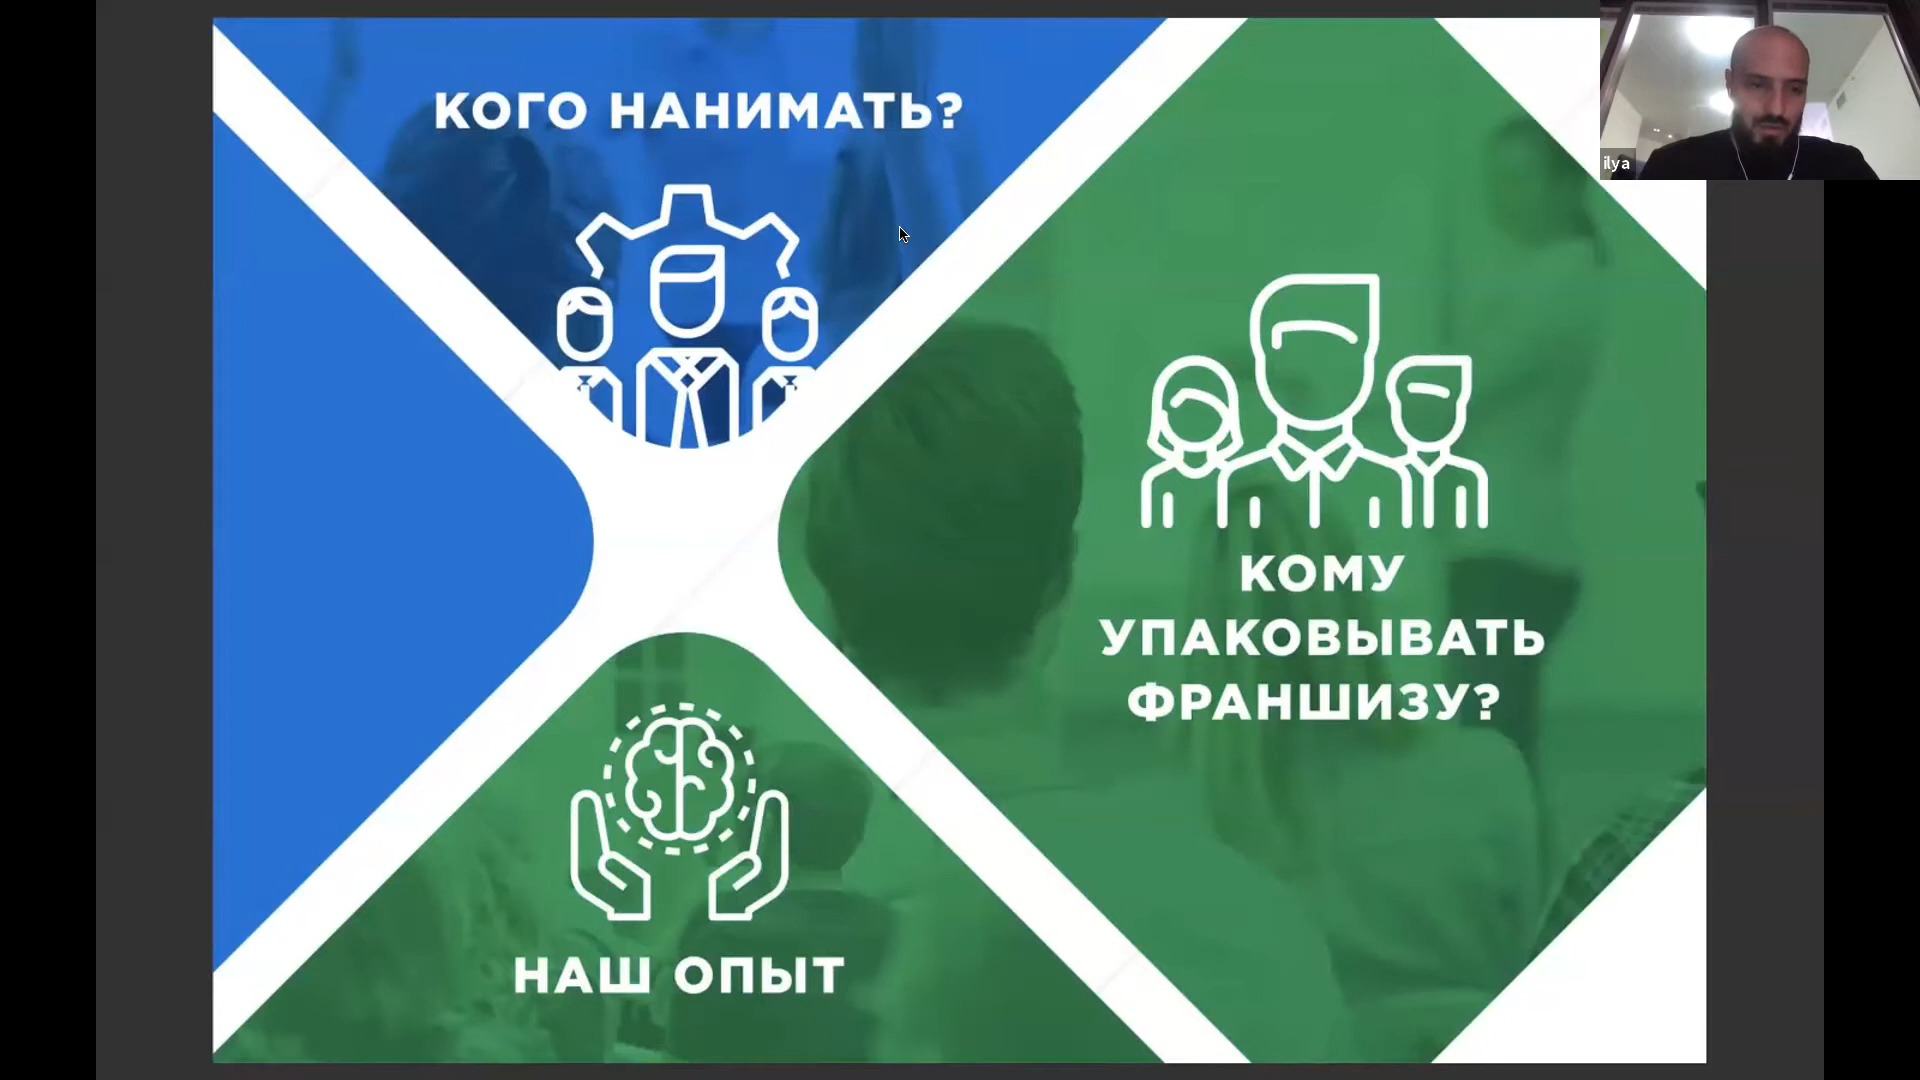 КОГО НАНИМАТЬ?
ilya
КОМУ
УПАКОВЫВАТЬ
ФРАНШИЗУ?
НАШ ОПЫТ